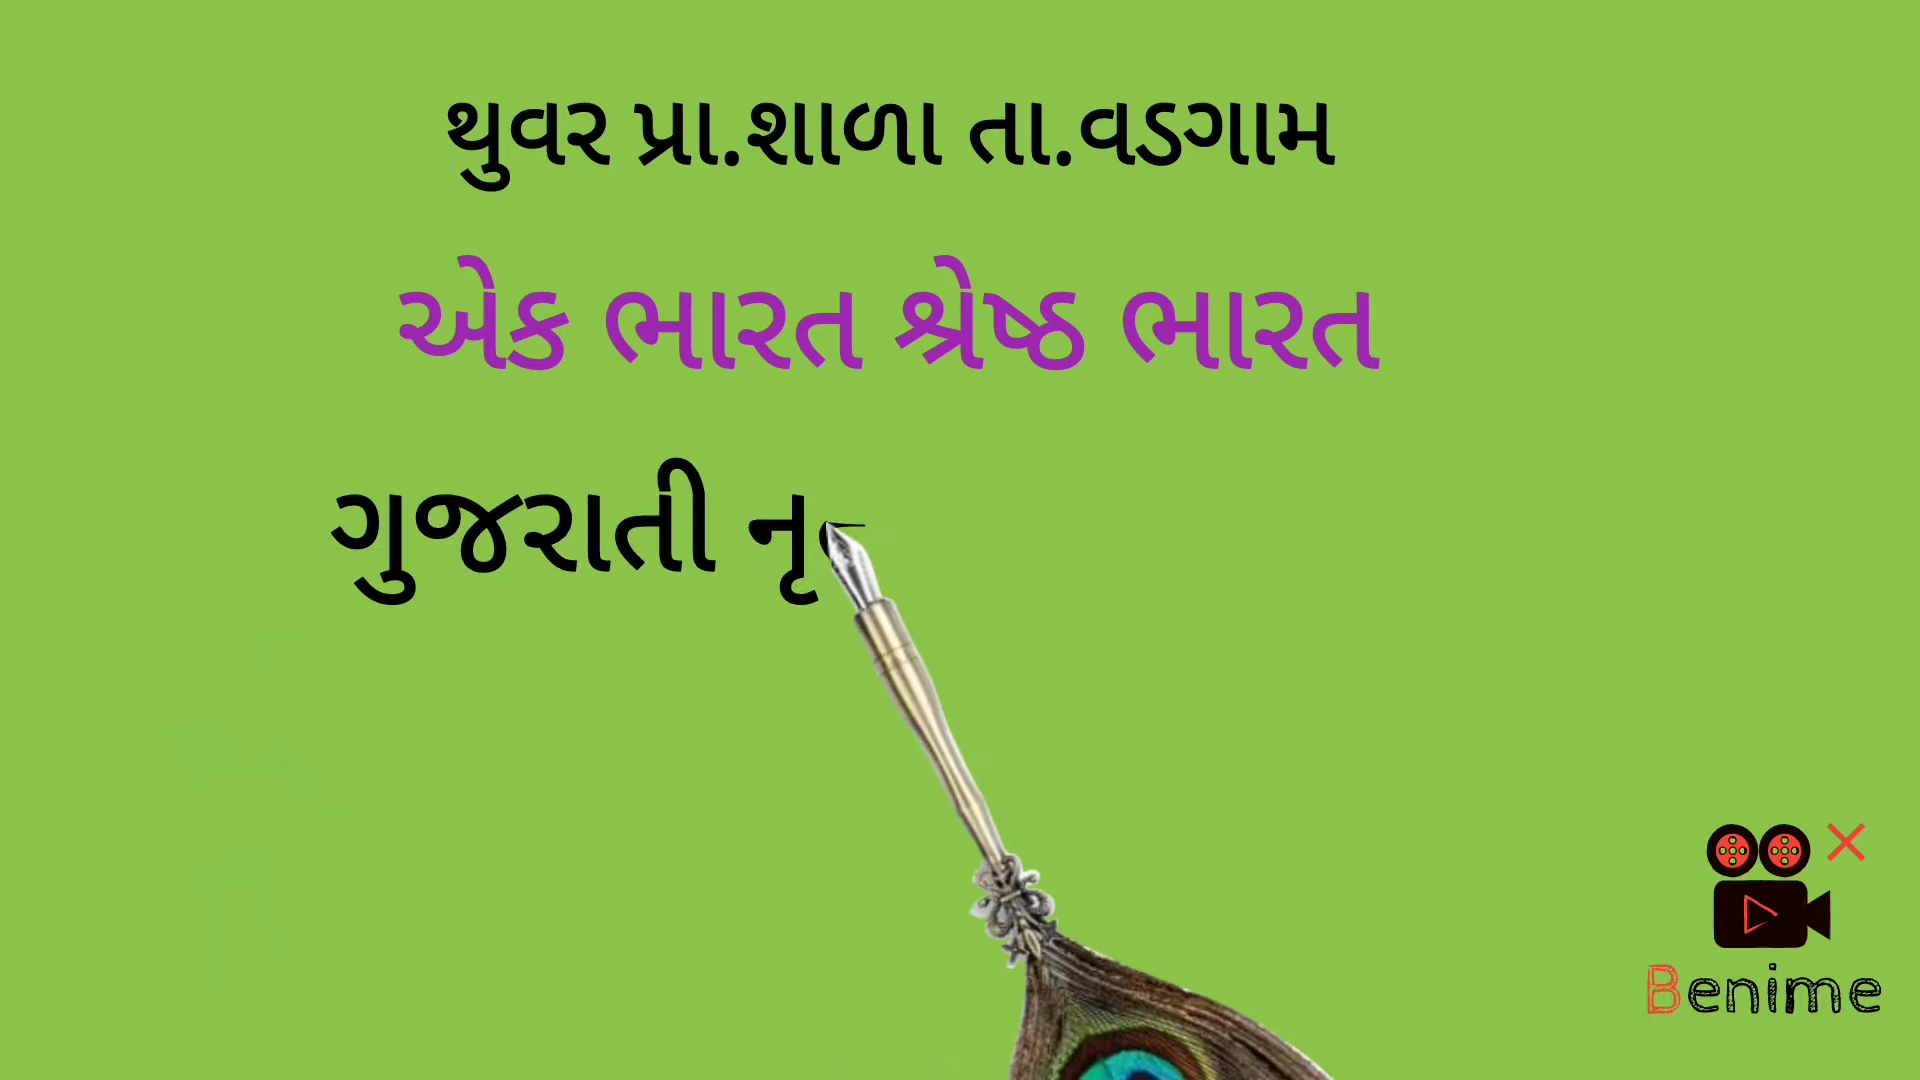 થુવર પ્રા.શાળા તા.વડગામ
એક ભારત શ્રેષ્ઠ ભારત
ગુજરાતી
Benime